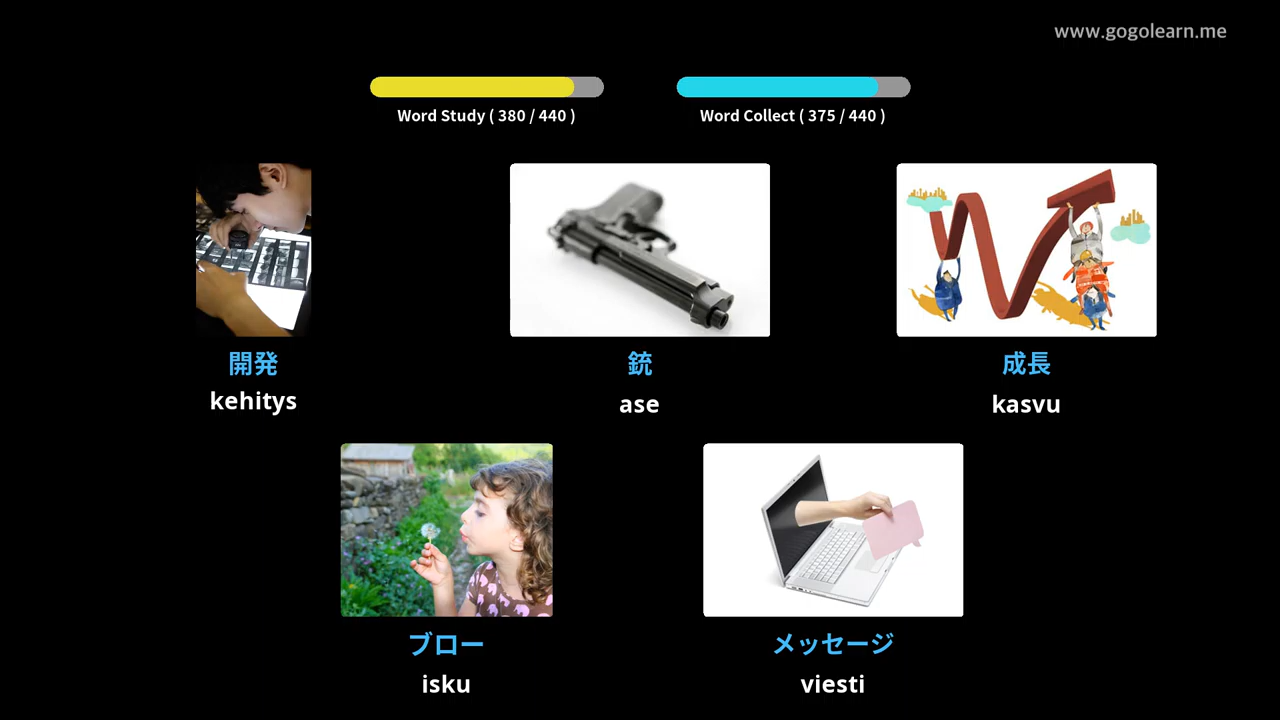 www.gogolearn.me
Word Study ( 380 / 440 )
Word Collect ( 375 / 440 )
開発
kehitys
銃
ase
成長
kasvu
ブロー
isku
メッセージ
viesti